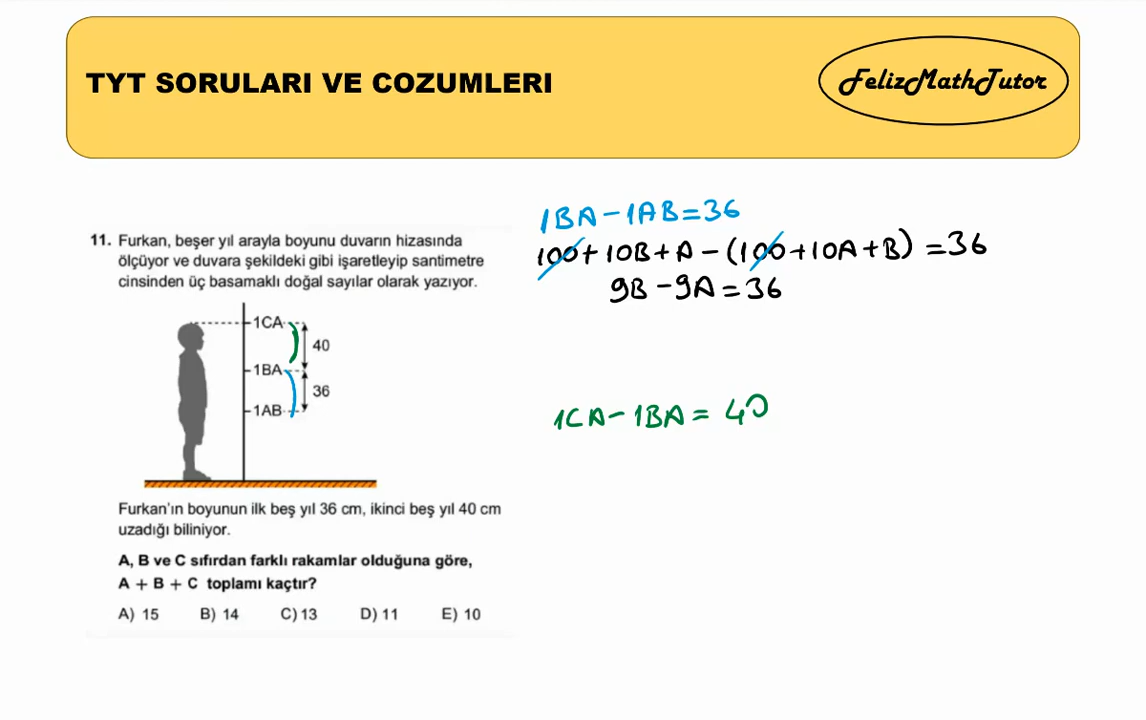 TYT SORULARI VE COZUMLERI
FelizMathTutor
11. Furkan, beşer yıl arayla boyunu duvarın hizasında
ölçüyor ve duvara şekildeki gibi işaretleyip santimetre
cinsinden üç basamaklı doğal sayılar olarak yazıyor.
1CA
40
1BA
36
1AB
Furkan'ın boyunun ilk beş yıl 36 cm, ikinci beş yıl 40 cm
uzadığı biliniyor.
A, B ve C sıfırdan farklı rakamlar olduğuna göre,
A + B + C toplamı kaçtır?
A) 15 B) 14 C) 13 D) 11 E) 10
1BA-1AB=36
100+10B+A-(100+10A+B)=36
9B-9A=36
1CA-1BA=40